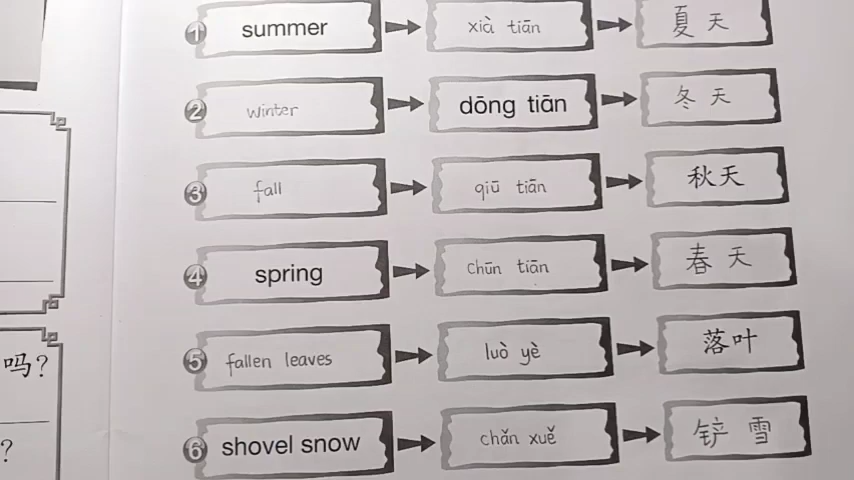 1 summer xià tiān 夏天
2 winter dōng tiān 冬天
3 fall qiū tiān 秋天
4 spring chūn tiān 春天
5 fallen leaves luò yè 落叶
吗?
6 shovel snow chǎn xuě 铲雪
?